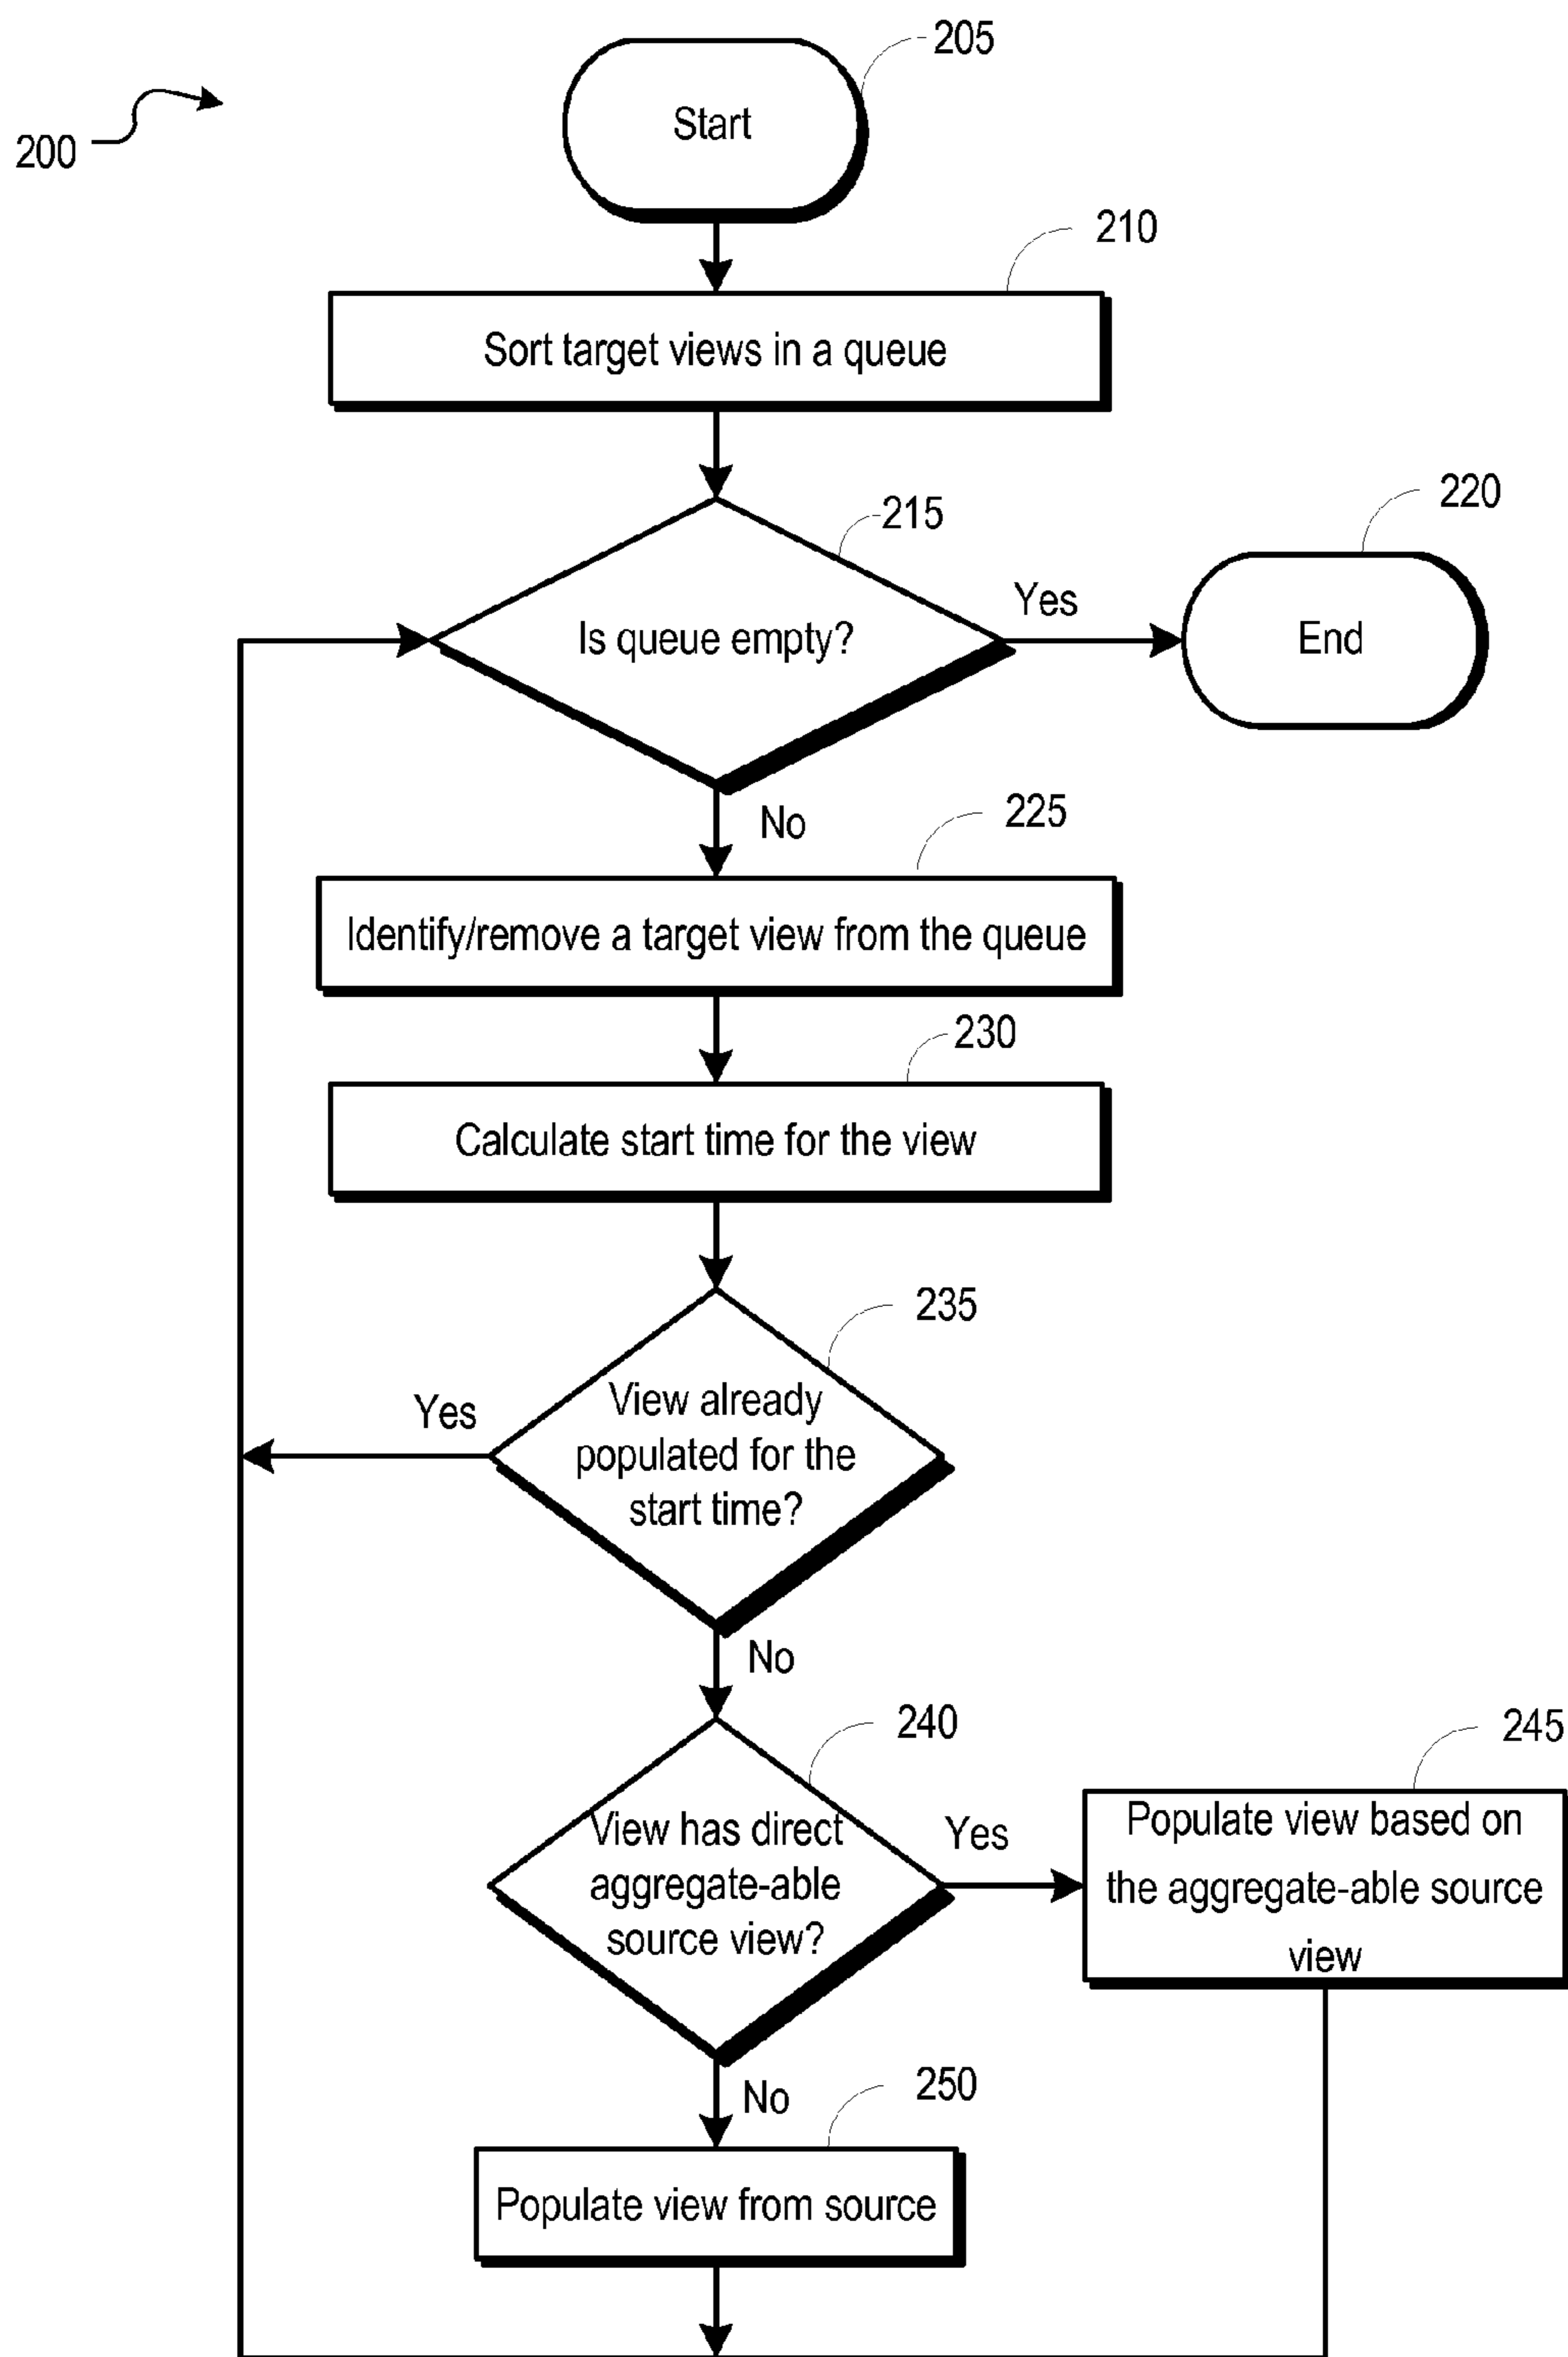 205
200
Start
210
Sort target views in a queue
215
220
Yes
Is queue empty?
End
No
225
Identify/remove a target view from the queue
230
Calculate start time for the view
235
Yes
View already
populated for the
start time?
No
240
245
View has direct
aggregate-able
source view?
Yes
Populate view based on
the aggregate-able source
view
No
250
Populate view from source